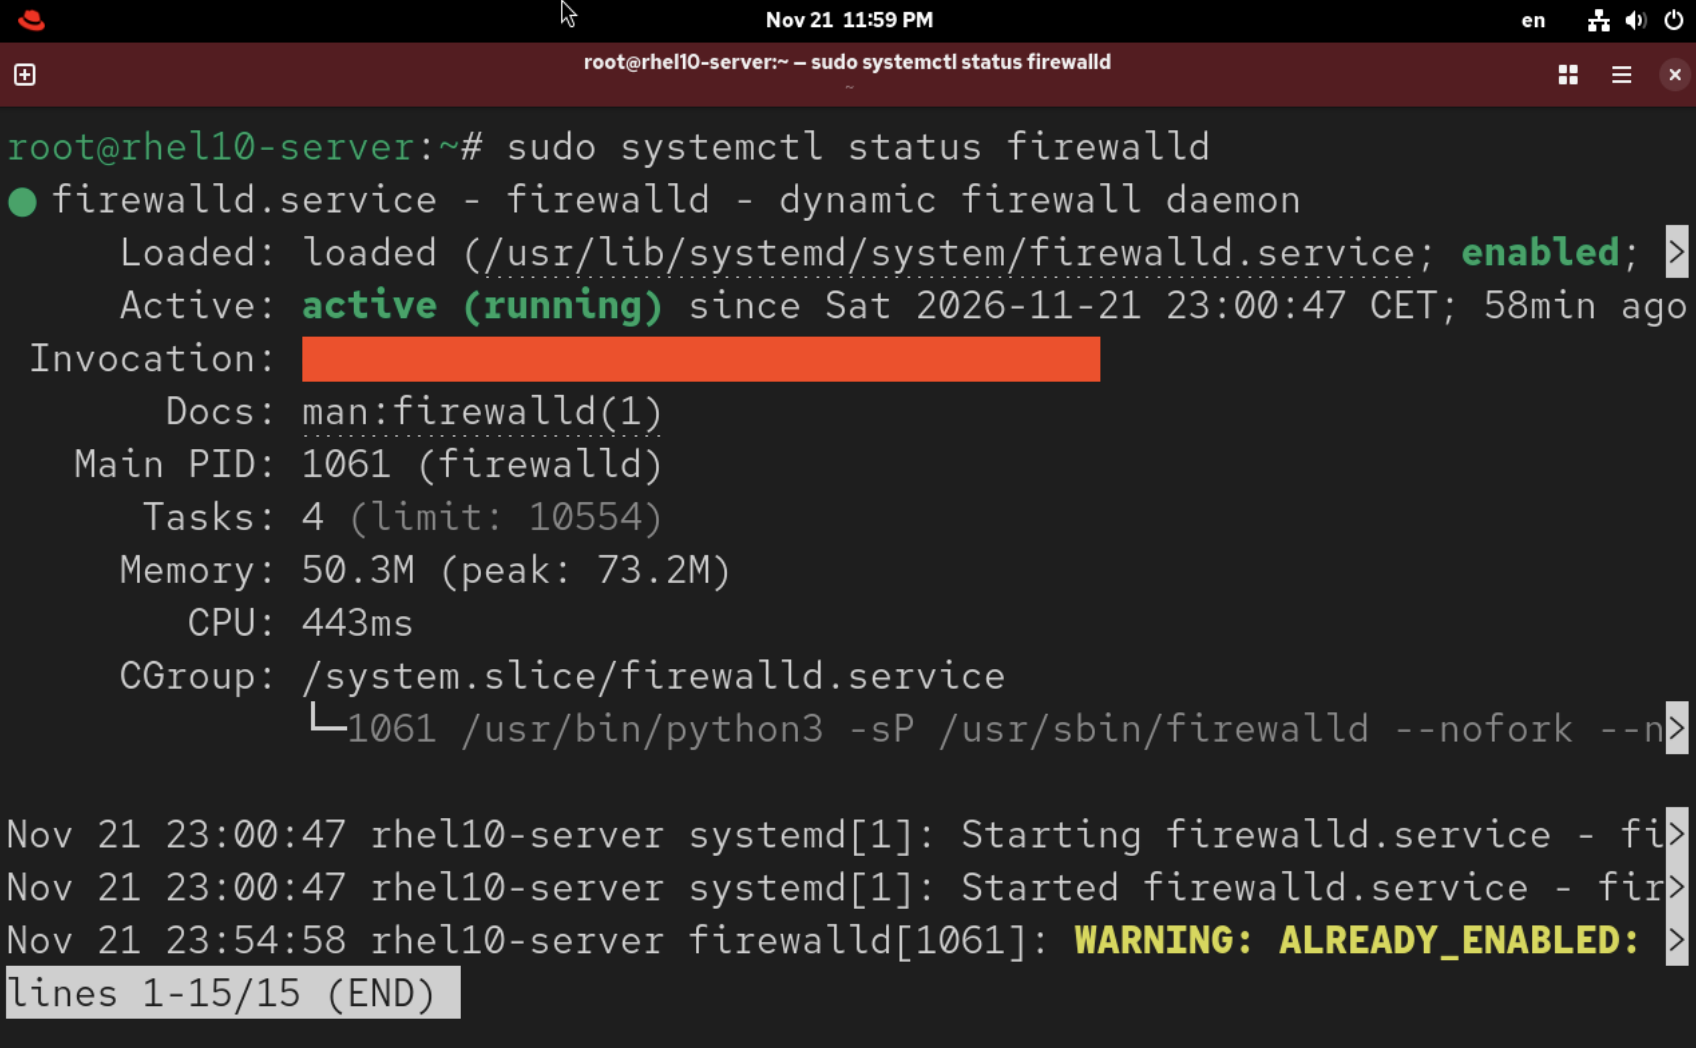 Nov 21 11:59 PM
en
root@rhel10-server:~ — sudo systemctl status firewalld
~
root@rhel10-server:~# sudo systemctl status firewalld
● firewalld.service - firewalld - dynamic firewall daemon
Loaded: loaded (/usr/lib/systemd/system/firewalld.service; enabled; >
Active: active (running) since Sat 2026-11-21 23:00:47 CET; 58min ago
Invocation:
Docs: man:firewalld(1)
Main PID: 1061 (firewalld)
Tasks: 4 (limit: 10554)
Memory: 50.3M (peak: 73.2M)
CPU: 443ms
CGroup: /system.slice/firewalld.service
└─1061 /usr/bin/python3 -sP /usr/sbin/firewalld --nofork --n>
Nov 21 23:00:47 rhel10-server systemd[1]: Starting firewalld.service - fi>
Nov 21 23:00:47 rhel10-server systemd[1]: Started firewalld.service - fir>
Nov 21 23:54:58 rhel10-server firewalld[1061]: WARNING: ALREADY_ENABLED: >
lines 1-15/15 (END)